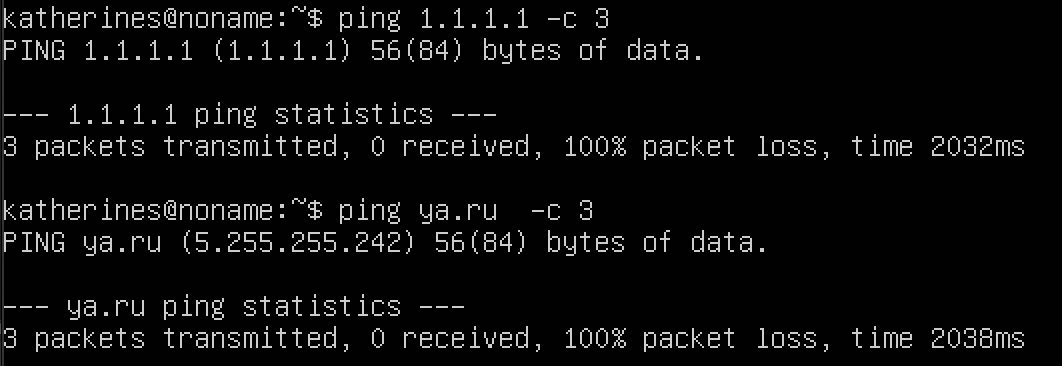 katherines@noname:~$ ping 1.1.1.1 -c 3
PING 1.1.1.1 (1.1.1.1) 56(84) bytes of data.
--- 1.1.1.1 ping statistics ---
3 packets transmitted, 0 received, 100% packet loss, time 2032ms
katherines@noname:~$ ping ya.ru  -c 3
PING ya.ru (5.255.255.242) 56(84) bytes of data.
--- ya.ru ping statistics ---
3 packets transmitted, 0 received, 100% packet loss, time 2038ms